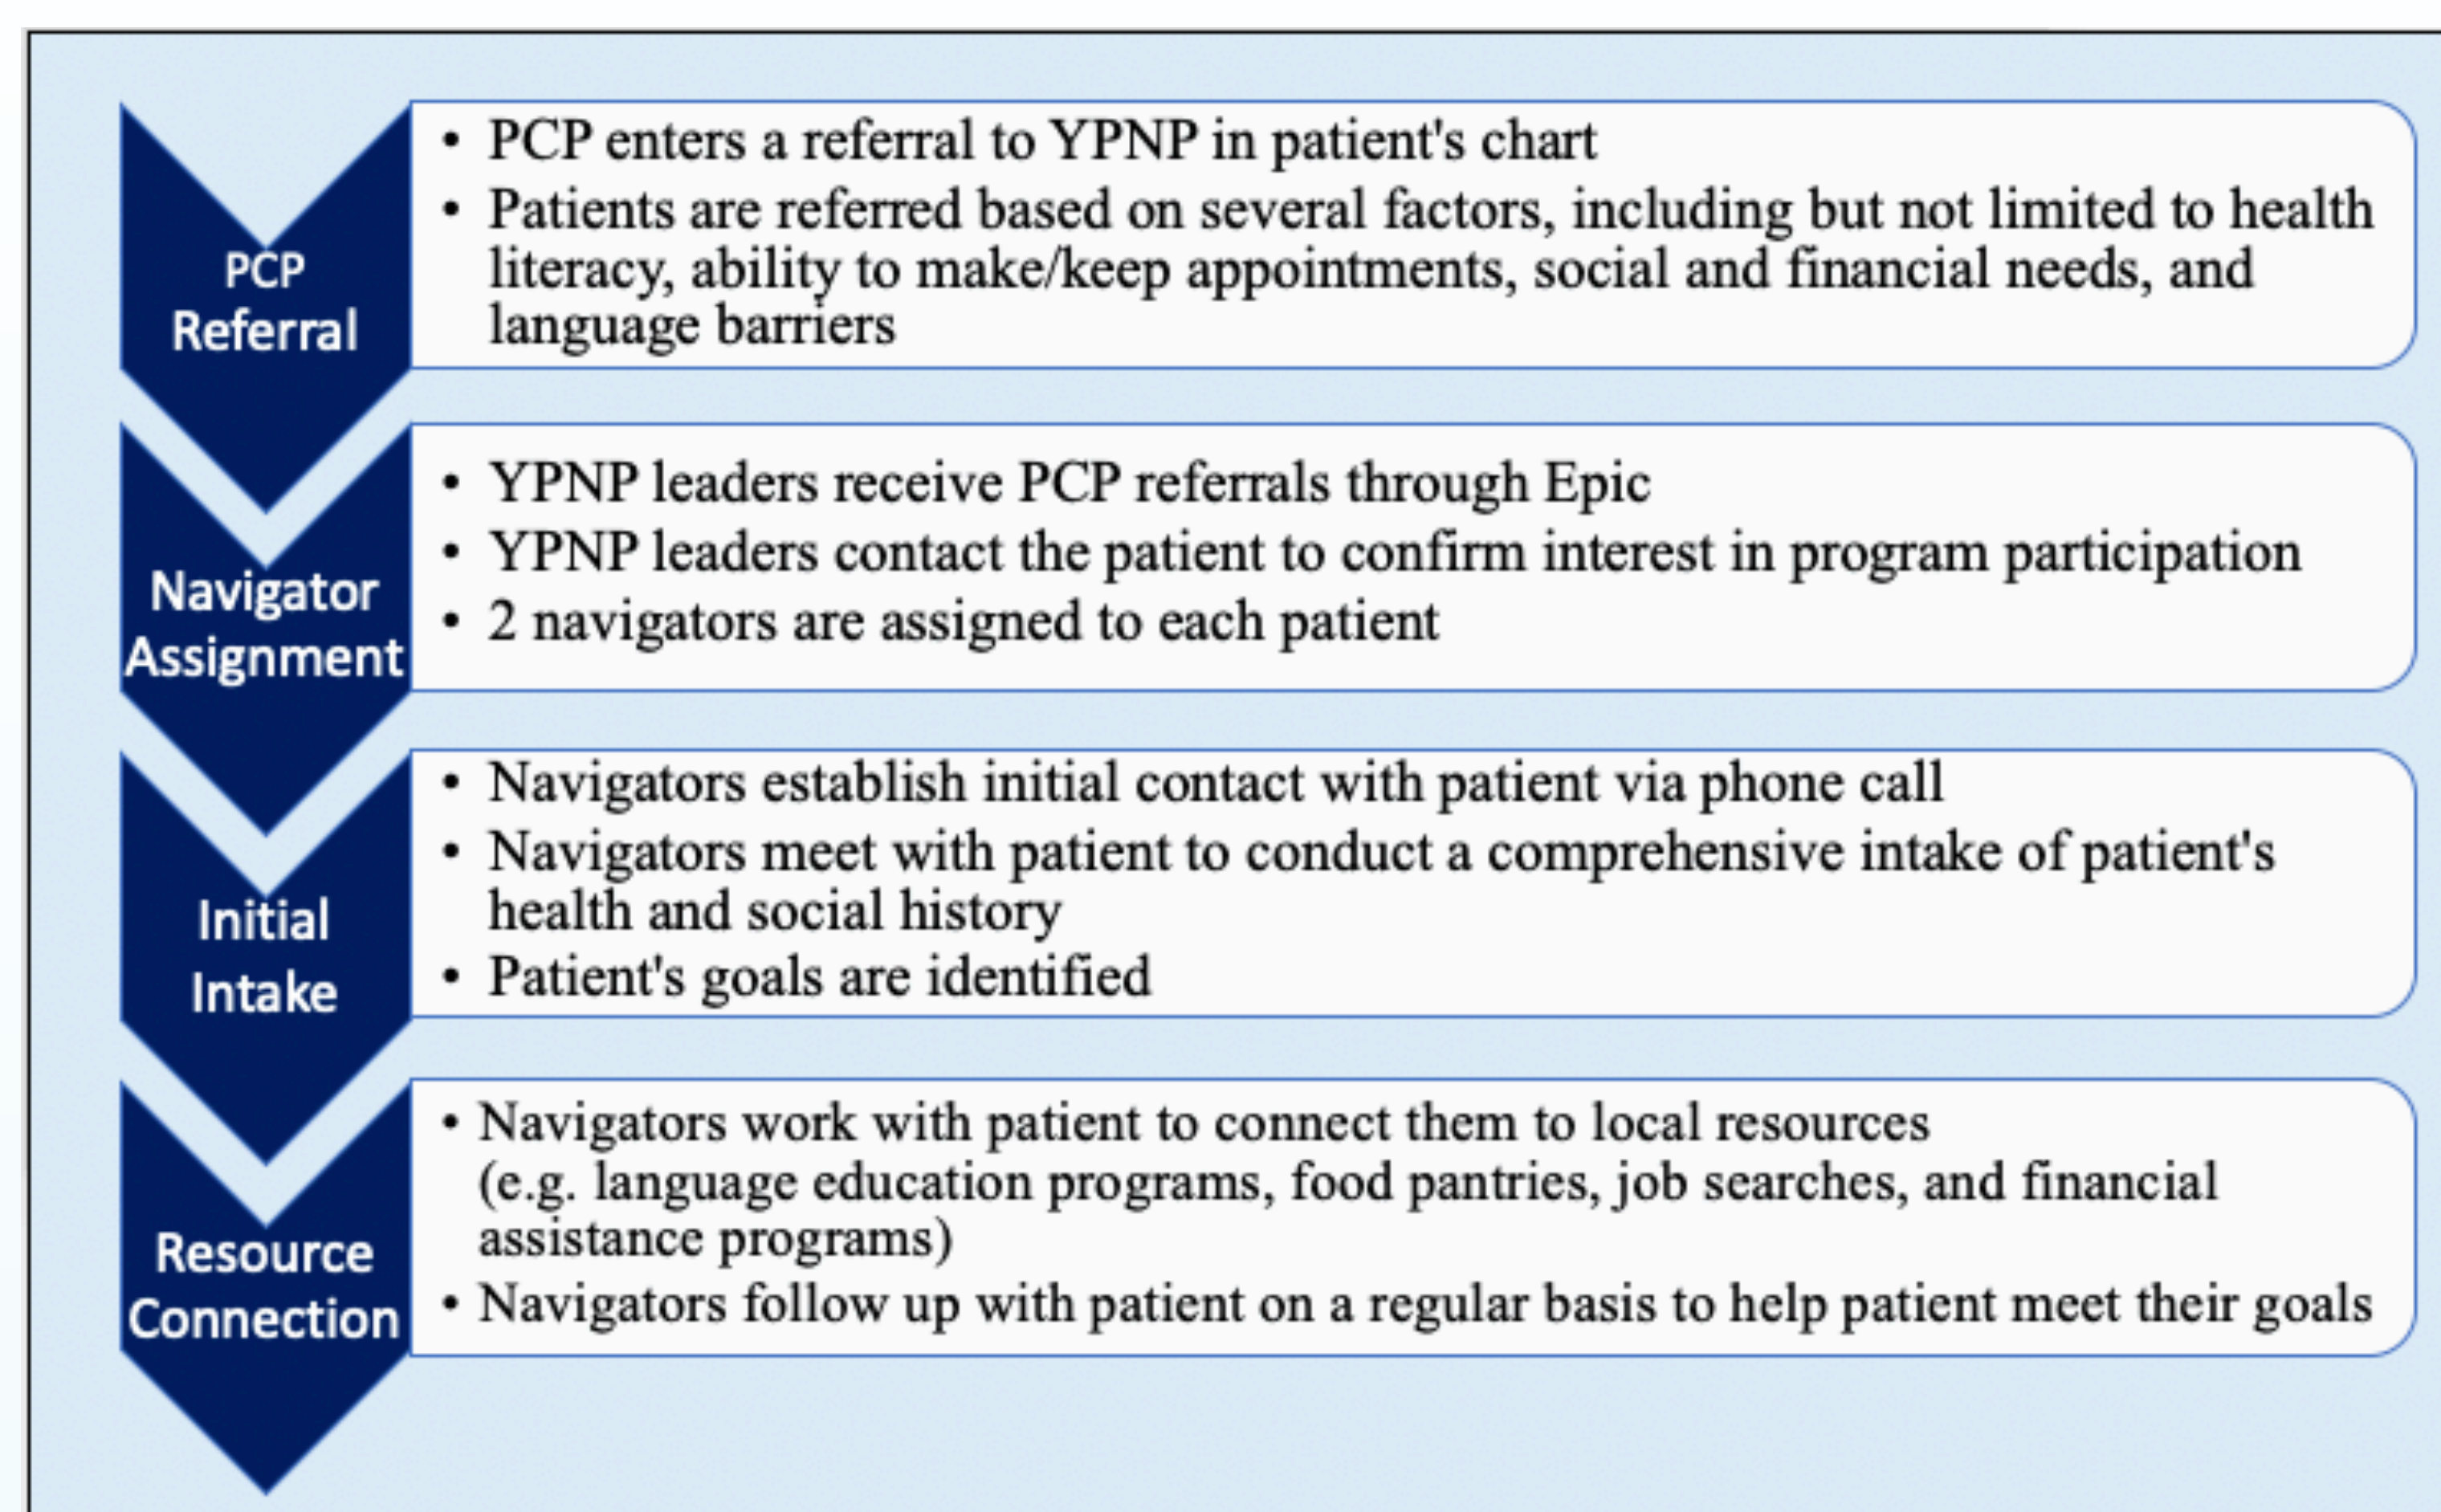 PCP
Referral
• PCP enters a referral to YPNP in patient's chart
• Patients are referred based on several factors, including but not limited to health
literacy, ability to make/keep appointments, social and financial needs, and
language barriers
Navigator
Assignment
• YPNP leaders receive PCP referrals through Epic
• YPNP leaders contact the patient to confirm interest in program participation
• 2 navigators are assigned to each patient
Initial
Intake
• Navigators establish initial contact with patient via phone call
• Navigators meet with patient to conduct a comprehensive intake of patient's
health and social history
• Patient's goals are identified
Resource
Connection
• Navigators work with patient to connect them to local resources
(e.g. language education programs, food pantries, job searches, and financial
assistance programs)
• Navigators follow up with patient on a regular basis to help patient meet their goals